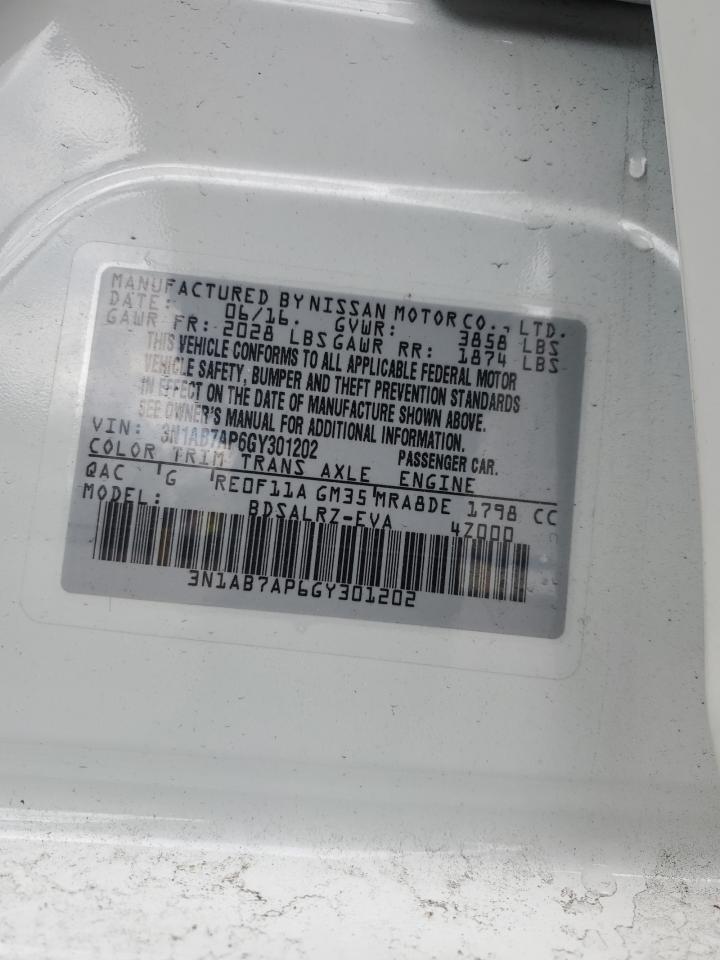 MANUFACTURED BY NISSAN MOTOR CO., LTD.
DATE: 06/16. GVWR: 3858 LBS
GAWR FR: 2028 LBS GAWR RR: 1874 LBS
THIS VEHICLE CONFORMS TO ALL APPLICABLE FEDERAL MOTOR
VEHICLE SAFETY, BUMPER AND THEFT PREVENTION STANDARDS
IN EFFECT ON THE DATE OF MANUFACTURE SHOWN ABOVE.
SEE OWNER'S MANUAL FOR ADDITIONAL INFORMATION.
VIN: 3N1AB7AP6GY301202 PASSENGER CAR.
COLOR TRIM TRANS AXLE ENGINE
QAC G RE0F11A GM35 MRA8DE 1798 CC
MODEL: BDSALRZ-EVA 4Z000 C
3N1AB7AP6GY301202